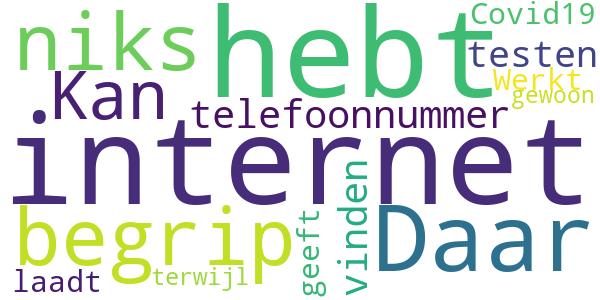 niks
hebt
Covid19
testen
Werkt
gewoon
Kan
telefoonnummer
internet
begrip
geeft
vinden
Daar
laadt
terwijl